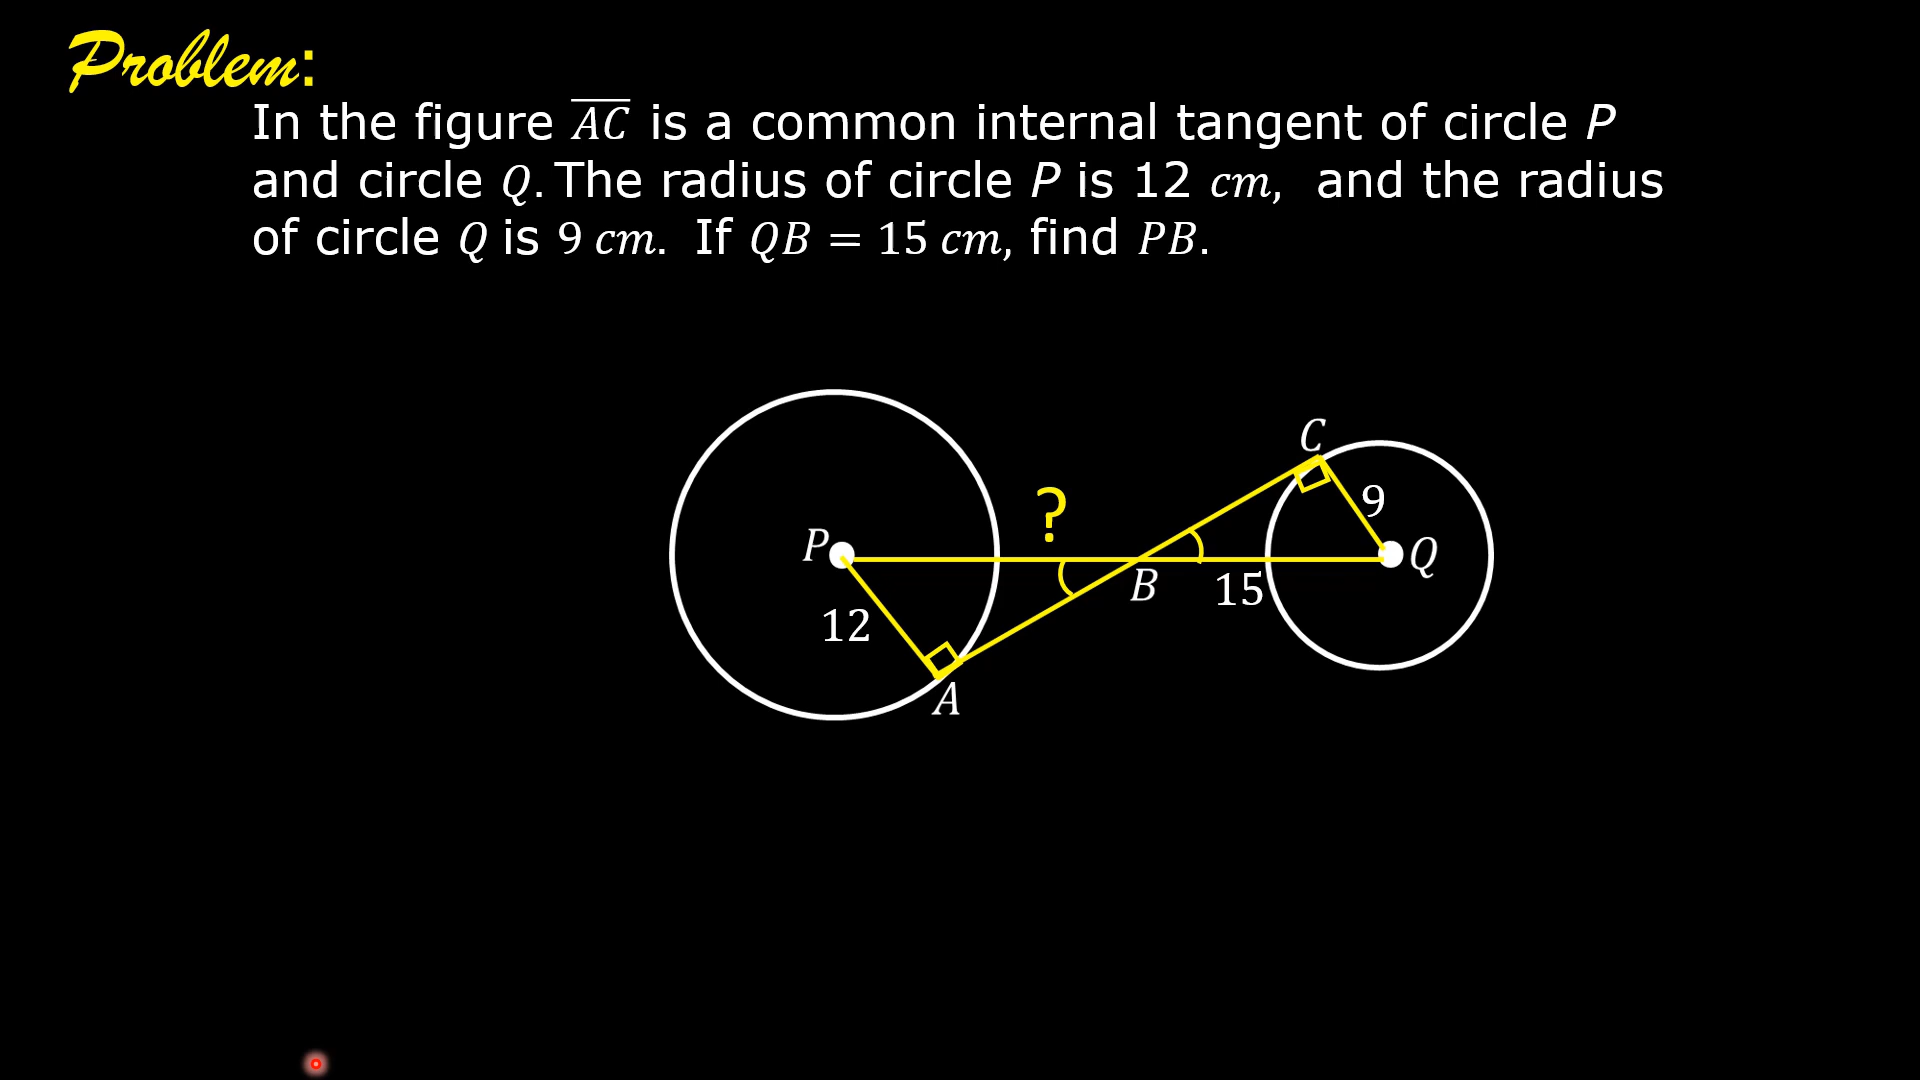 Problem:
In the figure A̅C̅ is a common internal tangent of circle P
and circle Q. The radius of circle P is 12 cm, and the radius
of circle Q is 9 cm. If QB = 15 cm, find PB.
C
?
9
P
Q
B
15
12
A